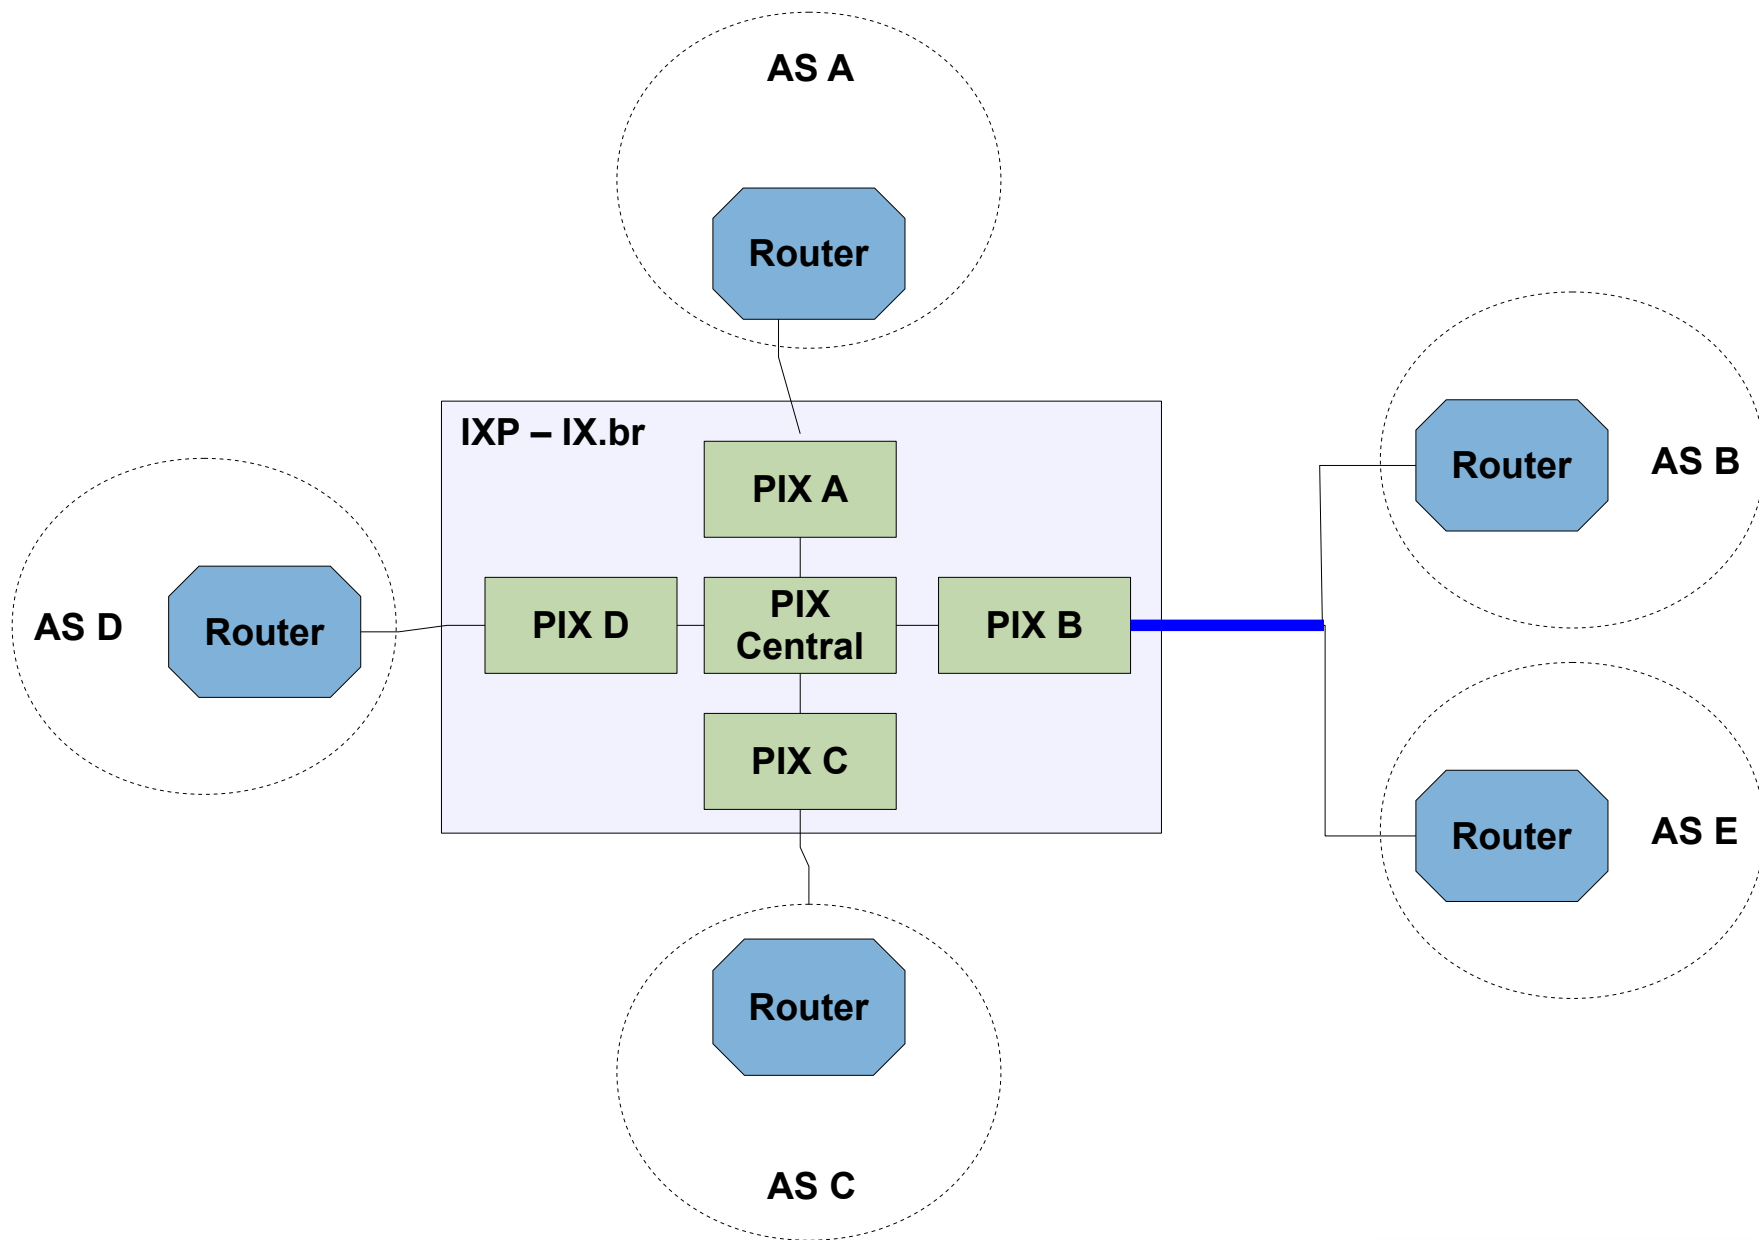 AS A
Router
IXP – IX.br
PIX A
Router
AS B
AS D
Router
PIX D
PIX
Central
PIX B
PIX C
Router
AS E
Router
AS C